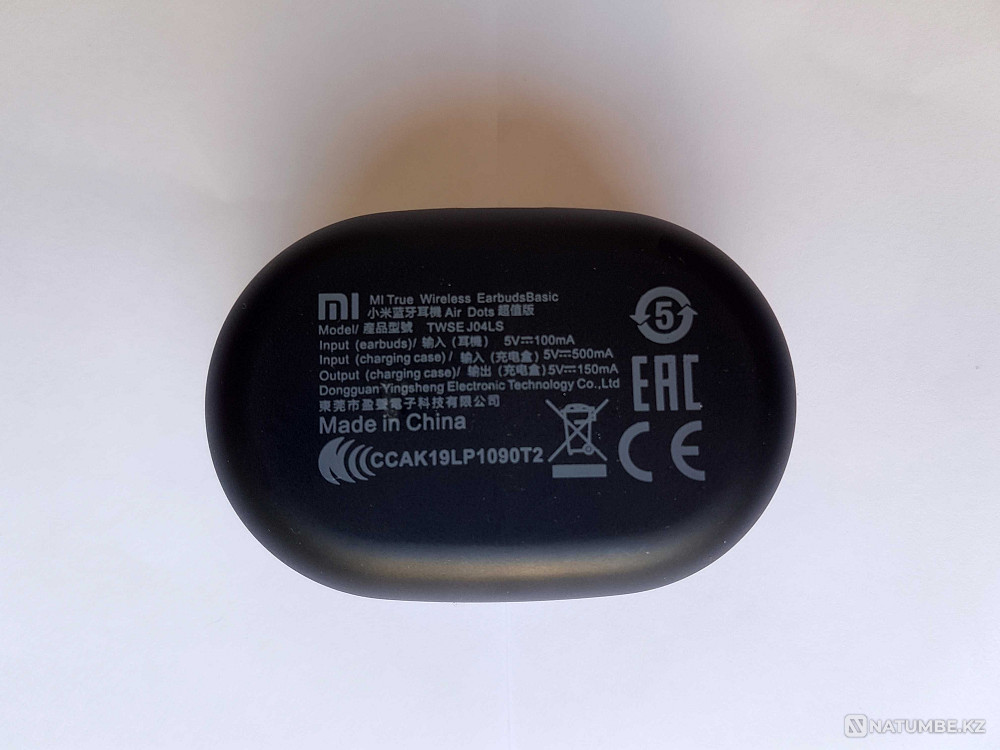 MI
MI True Wireless EarbudsBasic
小米蓝牙耳機 Air Dots 超值版
Model/ 產品型號 TWSE J04LS
Input (earbuds)/ 输入 (耳機) 5V⎓100mA
Input (charging case)/ 输入 (充电盒) 5V⎓500mA
Output (charging case)/ 输出 (充电盒) 5V⎓150mA
Dongguan Yingsheng Electronic Technology Co.,Ltd
東莞市盈聲電子科技有限公司
Made in China
CCAK19LP1090T2
5
EAC
CE
NATUMBE.KZ